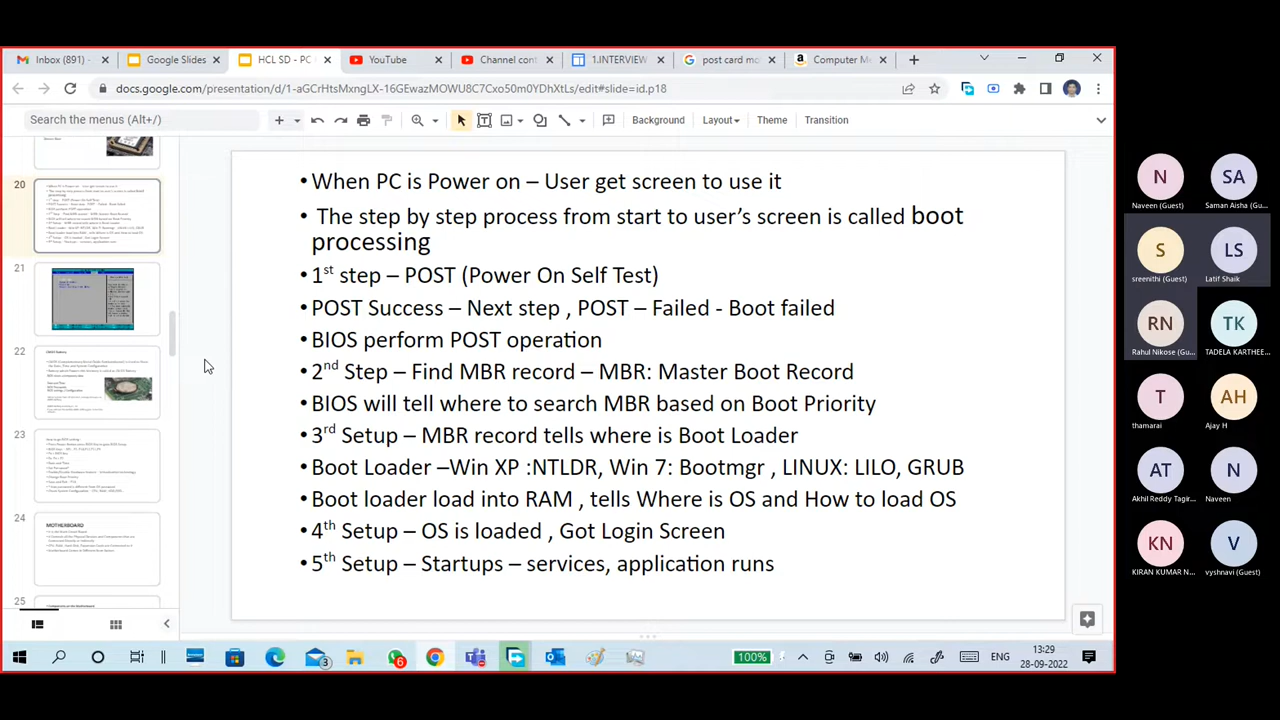 Inbox (891) -
Google Slides
HCL SD - PC
YouTube
Channel cont
1.INTERVIEW
post card mo
Computer Me
docs.google.com/presentation/d/1-aGCrHtsMxngLX-16GEwazMOWU8C7Cxo50m0YDhXtLs/edit#slide=id.p18
Search the menus (Alt+/)
Background
Layout
Theme
Transition
20
21
22
23
24
MOTHERBOARD
25
• When PC is Power on – User get screen to use it
• The step by step process from start to user's screen is called boot
processing
• 1st step – POST (Power On Self Test)
• POST Success – Next step , POST – Failed - Boot failed
• BIOS perform POST operation
• 2rd Step – Find MBR record – MBR: Master Boot Record
• BIOS will tell where to search MBR based on Boot Priority
• 3rd Setup – MBR record tells where is Boot Loader
• Boot Loader –Win XP :NTLDR, Win 7: Bootmgr , LINUX: LILO, GRUB
• Boot loader load into RAM , tells Where is OS and How to load OS
• 4th Setup – OS is loaded , Got Login Screen
• 5th Setup – Startups – services, application runs
N
Naveen (Guest)
SA
Saman Aisha (Gu...
S
sreenithi (Guest)
LS
Latif Shaik
RN
Rahul Nikose (Gu...
TK
TADELA KARTHEE...
T
thamarai
AH
Ajay H
AT
Akhil Reddy Tagir...
N
Naveen
KN
KIRAN KUMAR N...
V
vyshnavi (Guest)
3
6
100%
ENG
13:29
28-09-2022